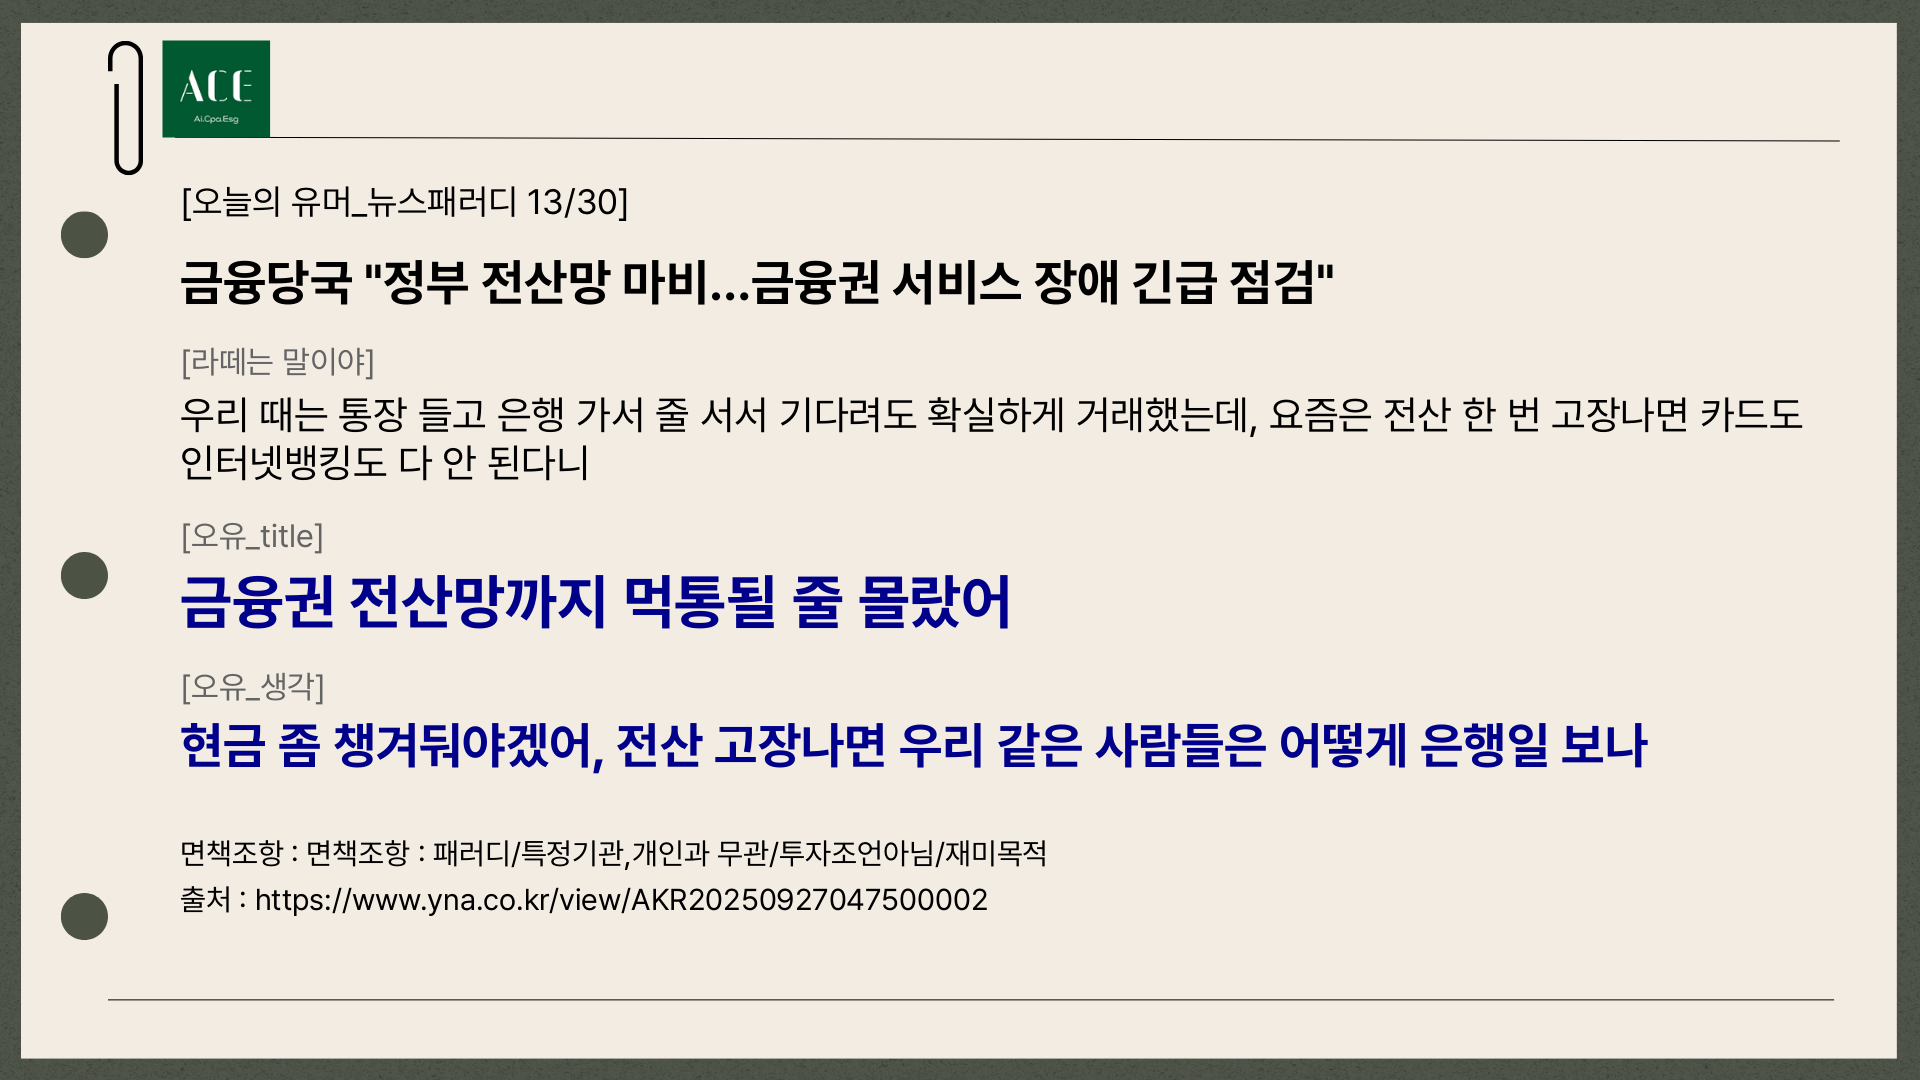 ACE
Ai.Cpa.Esg
[오늘의 유머_뉴스패러디 13/30]
금융당국 "정부 전산망 마비...금융권 서비스 장애 긴급 점검"
[라떼는 말이야]
우리 때는 통장 들고 은행 가서 줄 서서 기다려도 확실하게 거래했는데, 요즘은 전산 한 번 고장나면 카드도
인터넷뱅킹도 다 안 된다니
[오유_title]
금융권 전산망까지 먹통될 줄 몰랐어
[오유_생각]
현금 좀 챙겨둬야겠어, 전산 고장나면 우리 같은 사람들은 어떻게 은행일 보나
면책조항 : 면책조항 : 패러디/특정기관,개인과 무관/투자조언아님/재미목적
출처 : https://www.yna.co.kr/view/AKR20250927047500002